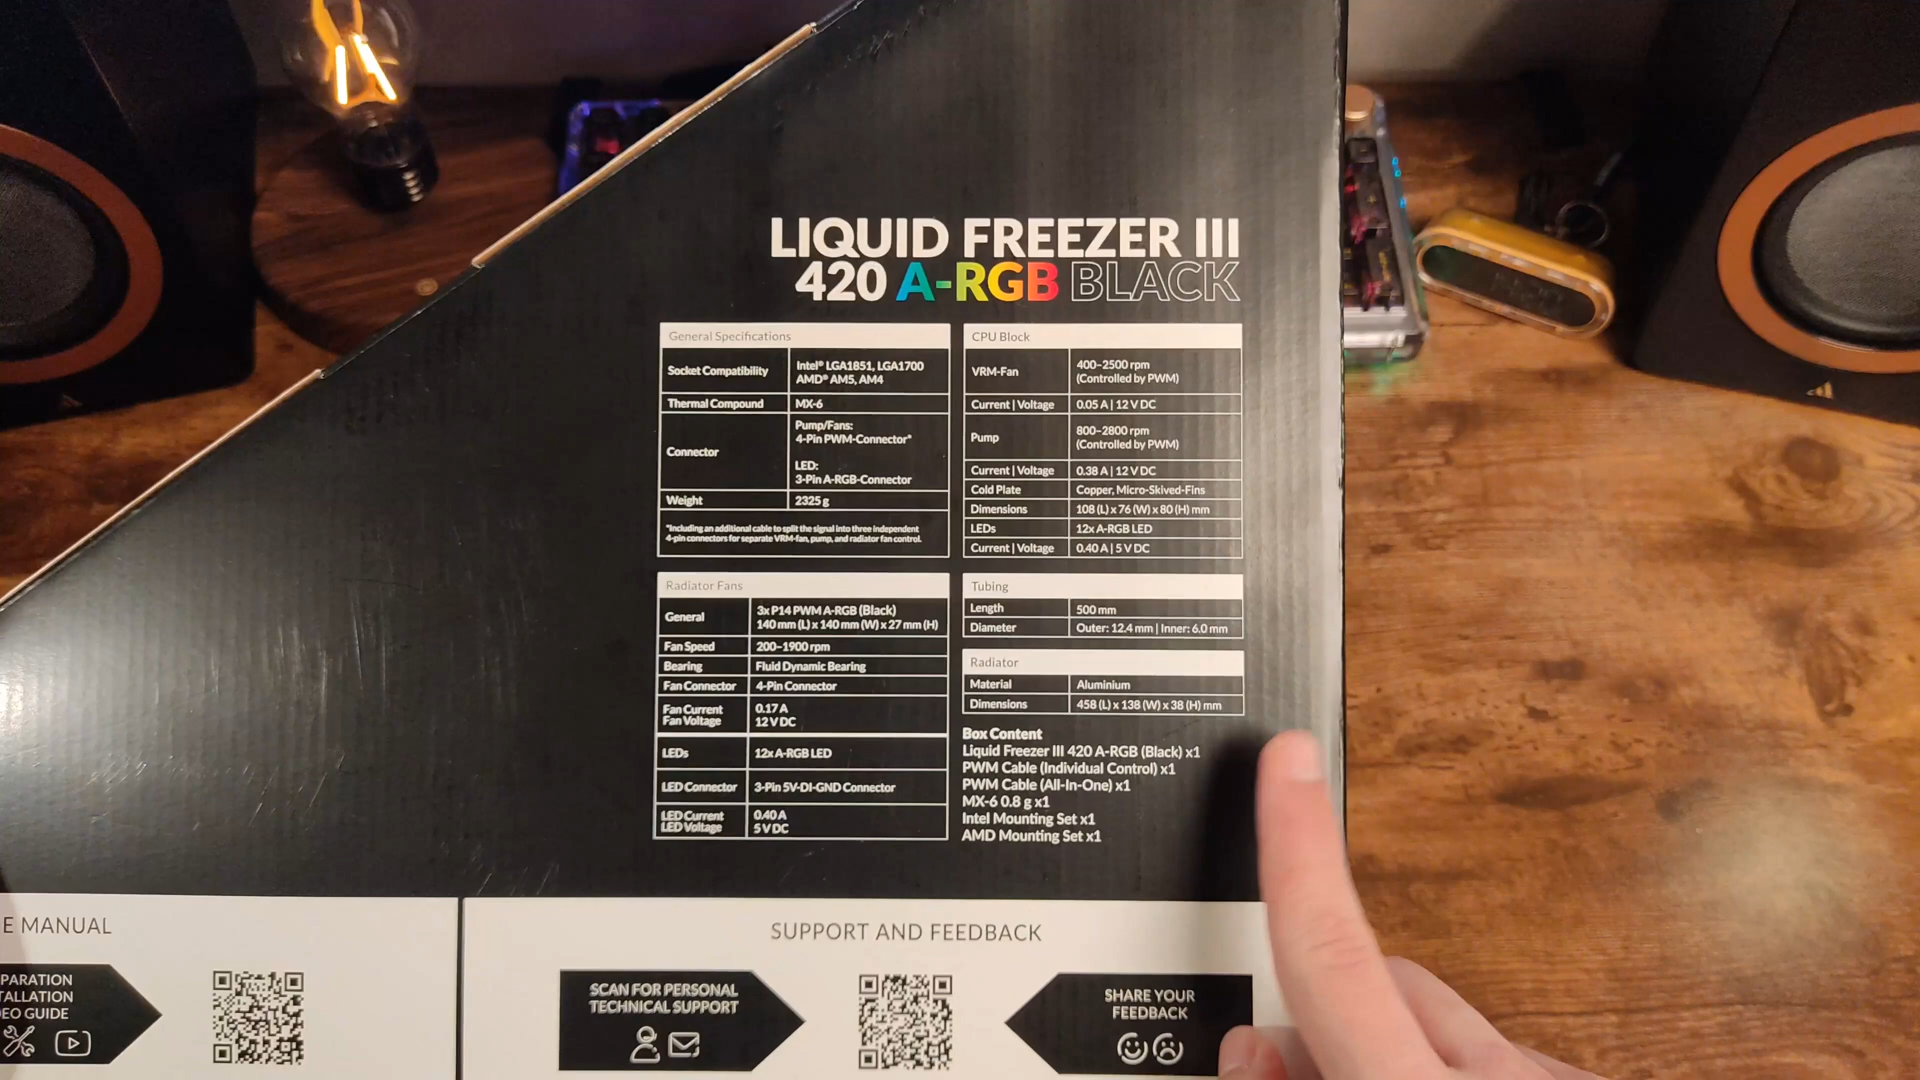 LIQUID FREEZER III
420 A-RGB BLACK
General Specifications
Socket Compatibility
Intel® LGA1851, LGA1700
AMD® AM5, AM4
Thermal Compound
MX-6
Connector
Pump/Fans:
4-Pin PWM-Connector*
LED:
3-Pin A-RGB-Connector
Weight
2325 g
*Including an additional cable to split the signal into three independent
4-pin connectors for separate VRM-fan, pump, and radiator fan control.
Radiator Fans
General
3x P14 PWM A-RGB (Black)
140 mm (L) x 140 mm (W) x 27 mm (H)
Fan Speed
200–1900 rpm
Bearing
Fluid Dynamic Bearing
Fan Connector
4-Pin Connector
Fan Current
Fan Voltage
0.17 A
12 V DC
LEDs
12x A-RGB LED
LED Connector
3-Pin 5V-DI-GND Connector
LED Current
LED Voltage
0.40 A
5 V DC
CPU Block
VRM-Fan
400–2500 rpm
(Controlled by PWM)
Current | Voltage
0.05 A | 12 V DC
Pump
800–2800 rpm
(Controlled by PWM)
Current | Voltage
0.38 A | 12 V DC
Cold Plate
Copper, Micro-Skived-Fins
Dimensions
108 (L) x 76 (W) x 80 (H) mm
LEDs
12x A-RGB LED
Current | Voltage
0.40 A | 5 V DC
Tubing
Length
500 mm
Diameter
Outer: 12.4 mm | Inner: 6.0 mm
Radiator
Material
Aluminium
Dimensions
458 (L) x 138 (W) x 38 (H) mm
Box Content
Liquid Freezer III 420 A-RGB (Black) x1
PWM Cable (Individual Control) x1
PWM Cable (All-In-One) x1
MX-6 0.8 g x1
Intel Mounting Set x1
AMD Mounting Set x1
E MANUAL
PARATION
TALLATION
EO GUIDE
SUPPORT AND FEEDBACK
SCAN FOR PERSONAL
TECHNICAL SUPPORT
SHARE YOUR
FEEDBACK